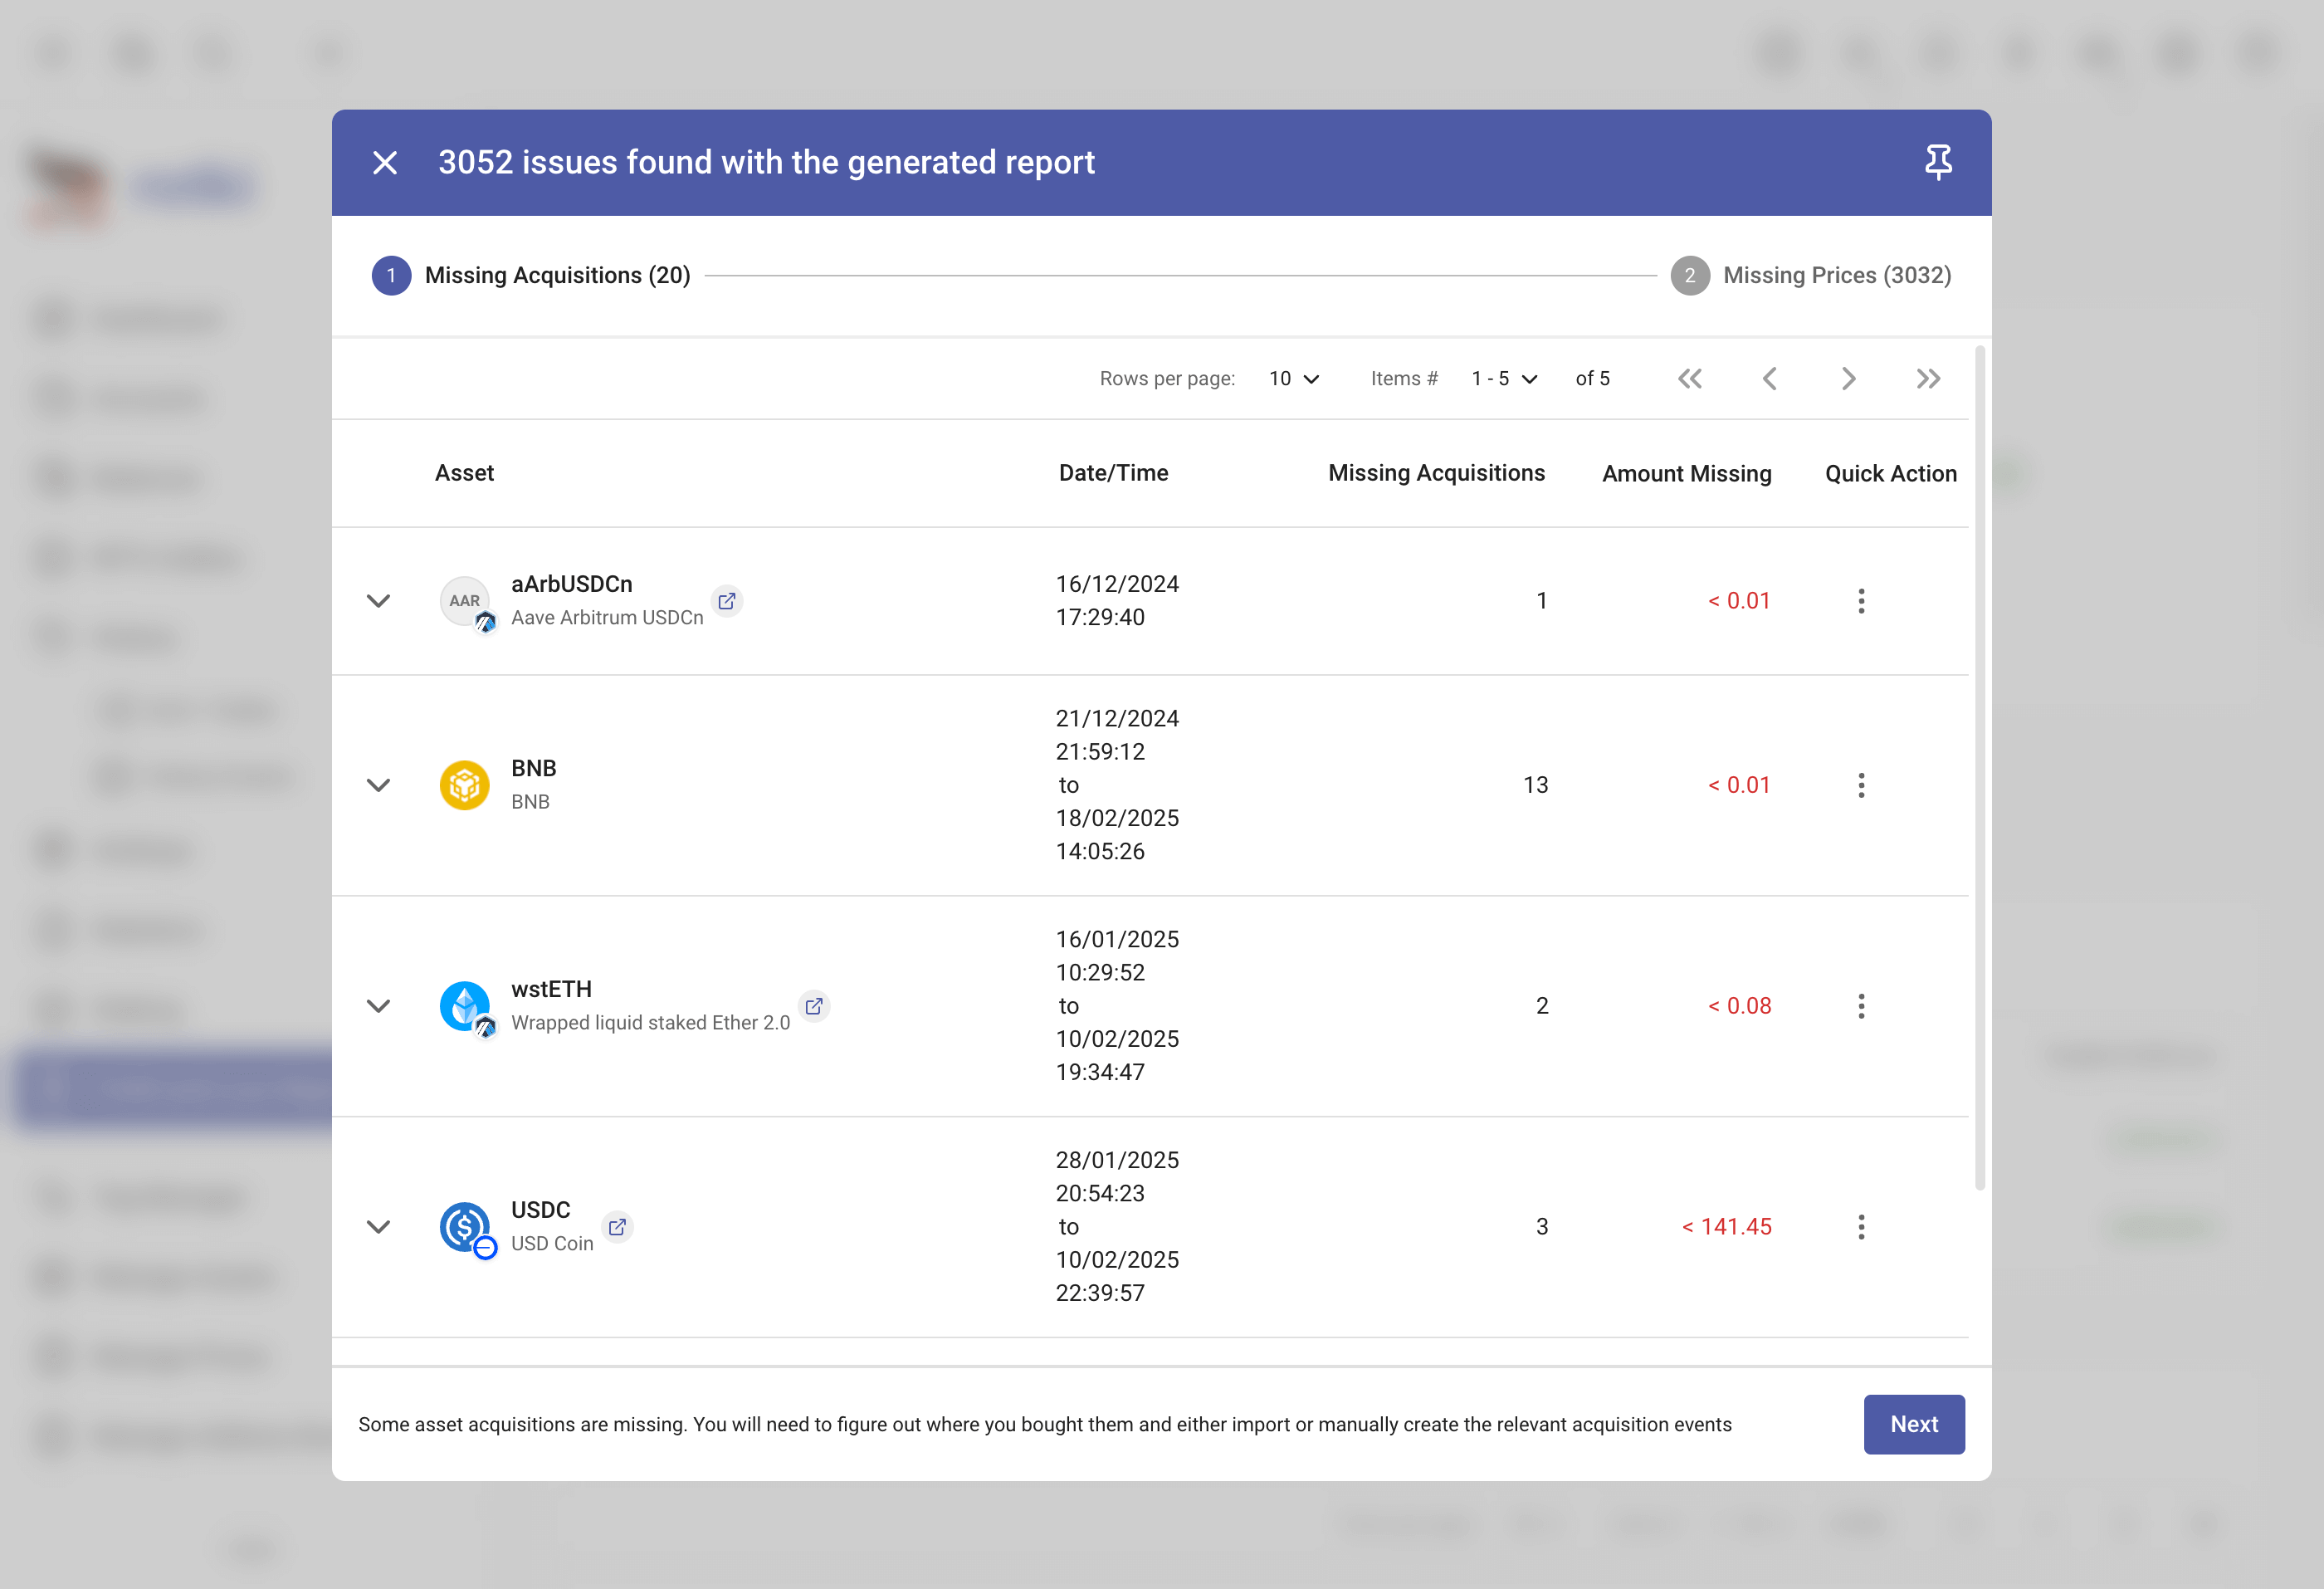 3052 issues found with the generated report
1 Missing Acquisitions (20) 2 Missing Prices (3032)
Rows per page: 10 Items # 1 - 5 of 5
Asset Date/Time Missing Acquisitions Amount Missing Quick Action
AAR aArbUSDCn
Aave Arbitrum USDCn
16/12/2024
17:29:40
1 < 0.01
BNB
BNB
21/12/2024
21:59:12
to
18/02/2025
14:05:26
13 < 0.01
wstETH
Wrapped liquid staked Ether 2.0
16/01/2025
10:29:52
to
10/02/2025
19:34:47
2 < 0.08
USDC
USD Coin
28/01/2025
20:54:23
to
10/02/2025
22:39:57
3 < 141.45
Some asset acquisitions are missing. You will need to figure out where you bought them and either import or manually create the relevant acquisition events
Next